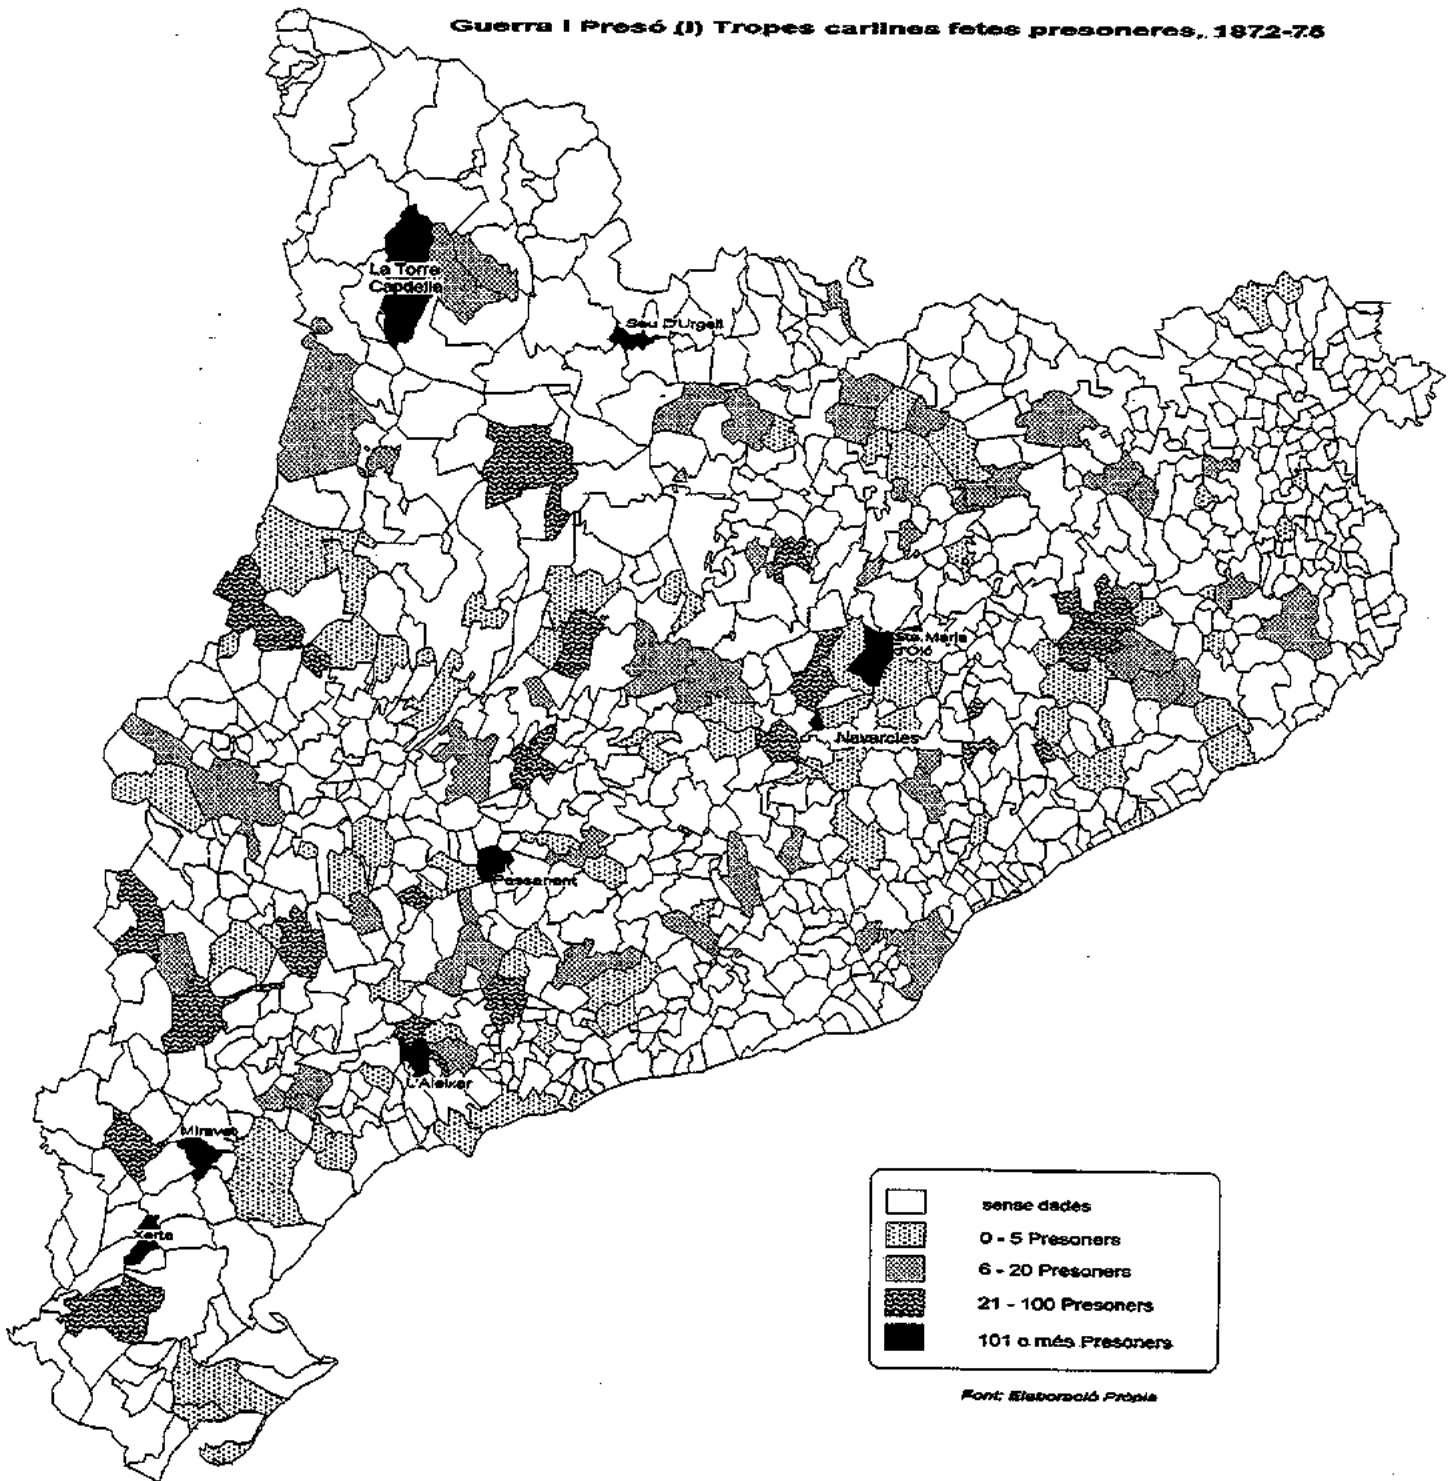 Guerra I Presó (I) Tropes carlines fetes presoneres, 1872-75
La Torre
Capdella
Seu D'Urgell
Sta. Maria
d'Oló
Navarcles
Passanant
L'Aleixar
Miravet
Xerta
sense dades
0 - 5 Presoners
6 - 20 Presoners
21 - 100 Presoners
101 o més Presoners
Font: Elaboració Pròpia